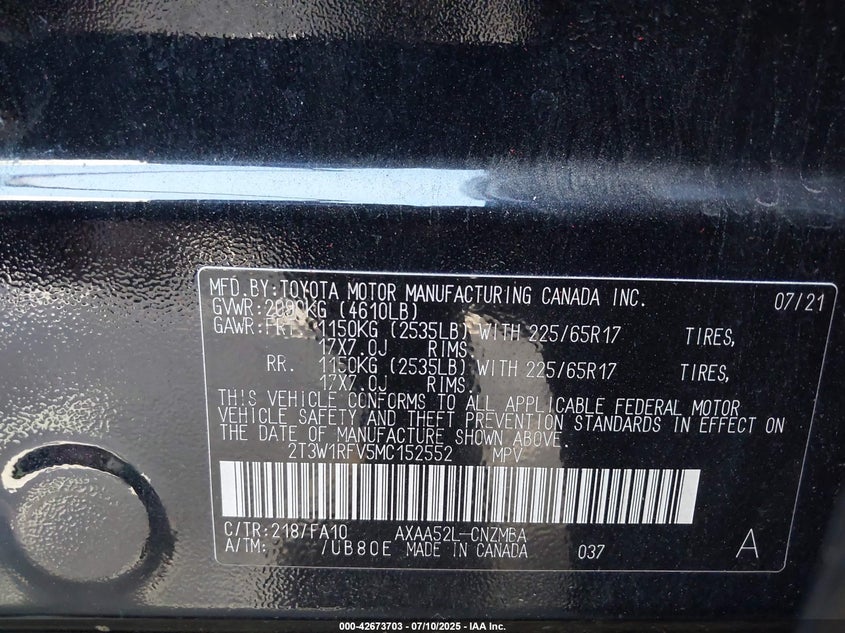 MFD.BY:TOYOTA MOTOR MANUFACTURING CANADA INC. 07/21
GVWR:2090KG (4610LB)
GAWR:FRT. 1150KG (2535LB) WITH 225/65R17 TIRES,
17X7.0J RIMS
RR. 1150KG (2535LB) WITH 225/65R17 TIRES,
17X7.0J RIMS
THIS VEHICLE CONFORMS TO ALL APPLICABLE FEDERAL MOTOR
VEHICLE SAFETY AND THEFT PREVENTION STANDARDS IN EFFECT ON
THE DATE OF MANUFACTURE SHOWN ABOVE.
2T3W1RFV5MC152552 MPV
C/TR:218/FA10 AXAA52L-CNZMBA
A/TM: /UB80E MADE IN CANADA 037 A
000-42673703 - 07/10/2025 - IAA Inc.